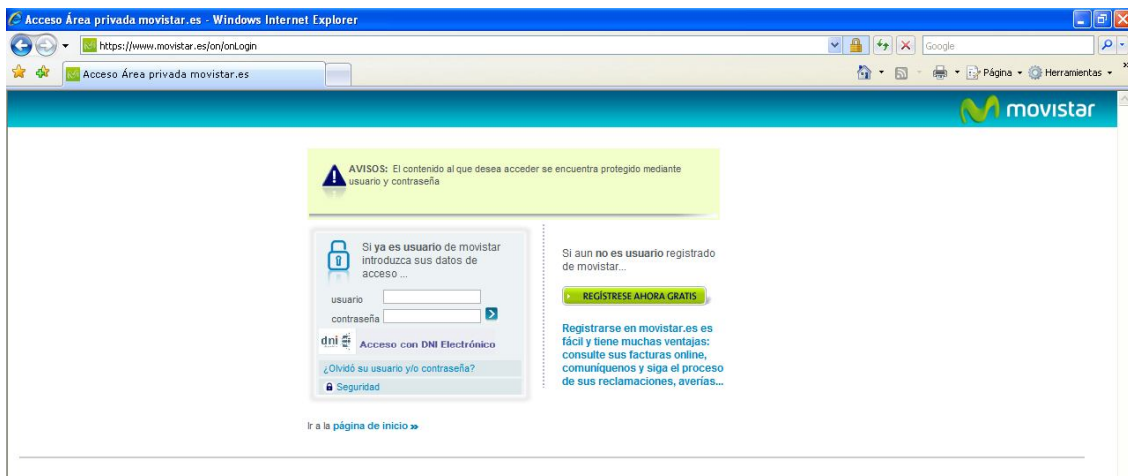 Acceso Área privada movistar.es - Windows Internet Explorer
https://www.movistar.es/on/onLogin
Google
Acceso Área privada movistar.es
Página
Herramientas
movistar
AVISOS: El contenido al que desea acceder se encuentra protegido mediante
usuario y contraseña
Si ya es usuario de movistar
introduzca sus datos de
acceso ...
usuario
contraseña
dni
Acceso con DNI Electrónico
¿Olvidó su usuario y/o contraseña?
Seguridad
Si aun no es usuario registrado
de movistar...
REGÍSTRESE AHORA GRATIS
Registrarse en movistar.es es
fácil y tiene muchas ventajas:
consulte sus facturas online,
comuníquenos y siga el proceso
de sus reclamaciones, averías...
Ir a la página de inicio »